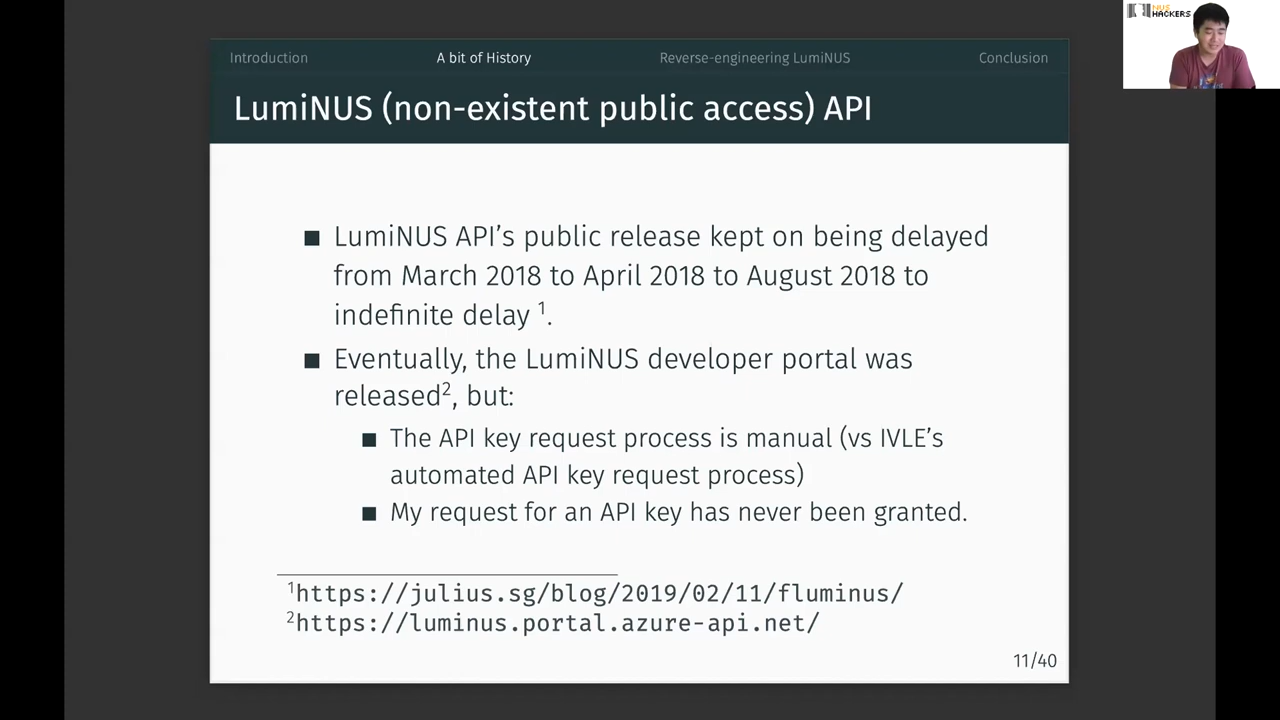 NUS
HACKERS
Introduction A bit of History Reverse-engineering LumiNUS Conclusion
LumiNUS (non-existent public access) API
■ LumiNUS API’s public release kept on being delayed
from March 2018 to April 2018 to August 2018 to
indefinite delay ¹.
■ Eventually, the LumiNUS developer portal was
released², but:
■ The API key request process is manual (vs IVLE’s
automated API key request process)
■ My request for an API key has never been granted.
¹https://julius.sg/blog/2019/02/11/fluminus/
²https://luminus.portal.azure-api.net/
11/40